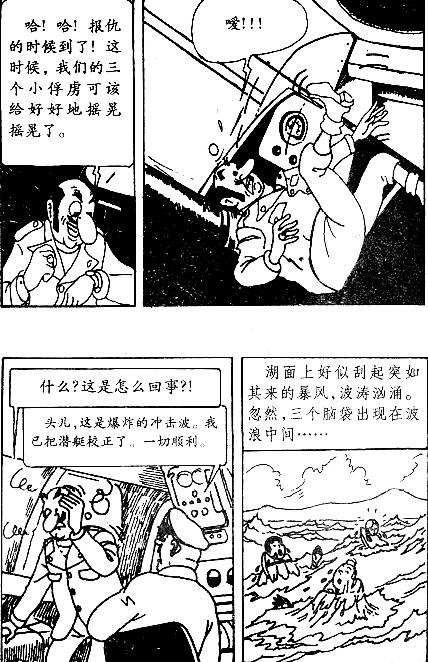 哈！哈！报仇
的时候到了！这
时候，我们的三
个小俘虏可该
给好好地摇晃
摇晃了。
嗳！！！
什么？这是怎么回事？！
头儿，这是爆炸的冲击波。我
已把潜艇校正了。一切顺利。
湖面上好似刮起突如
其来的暴风，波涛汹涌。
忽然，三个脑袋出现在波
浪中间……